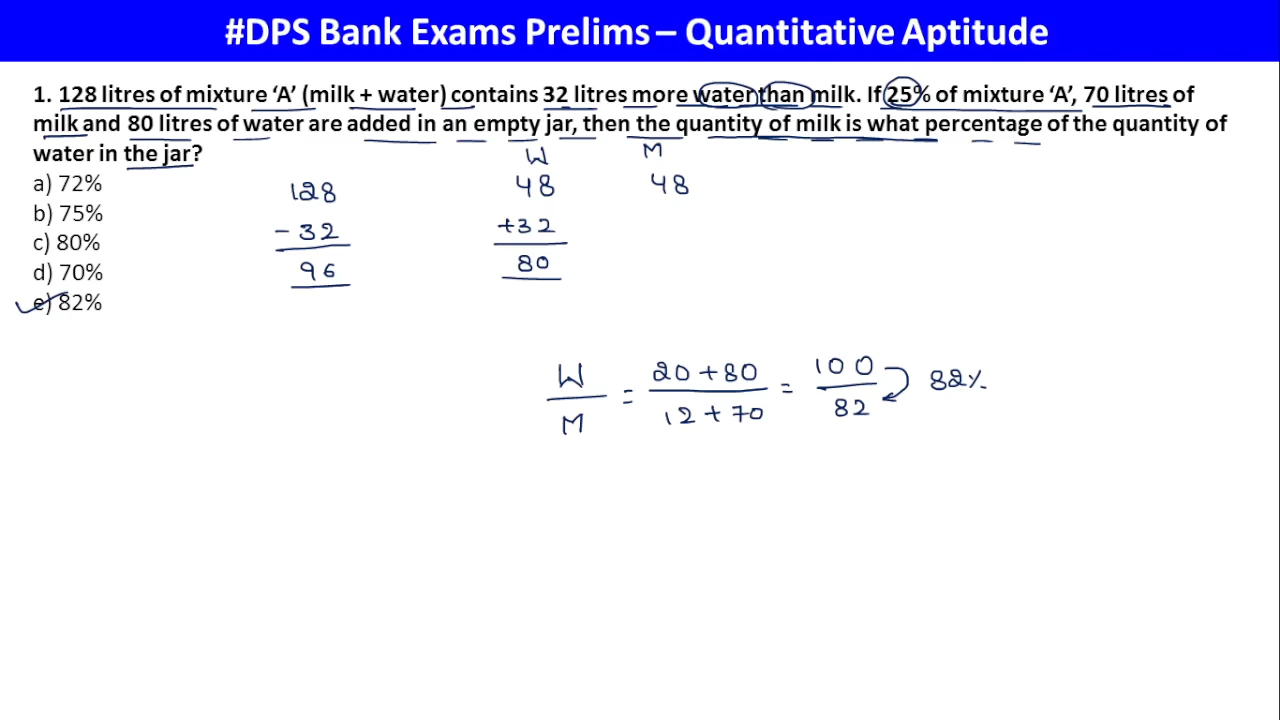 #DPS Bank Exams Prelims – Quantitative Aptitude
1. 128 litres of mixture ‘A’ (milk + water) contains 32 litres more water than milk. If 25% of mixture ‘A’, 70 litres of
milk and 80 litres of water are added in an empty jar, then the quantity of milk is what percentage of the quantity of
water in the jar?
W M
a) 72%
128 48 48
b) 75%
- 32 +32
c) 80%
96 80
d) 70%
e) 82%
W/M = 20 + 80 / 12 + 70 = 100 / 82 82%